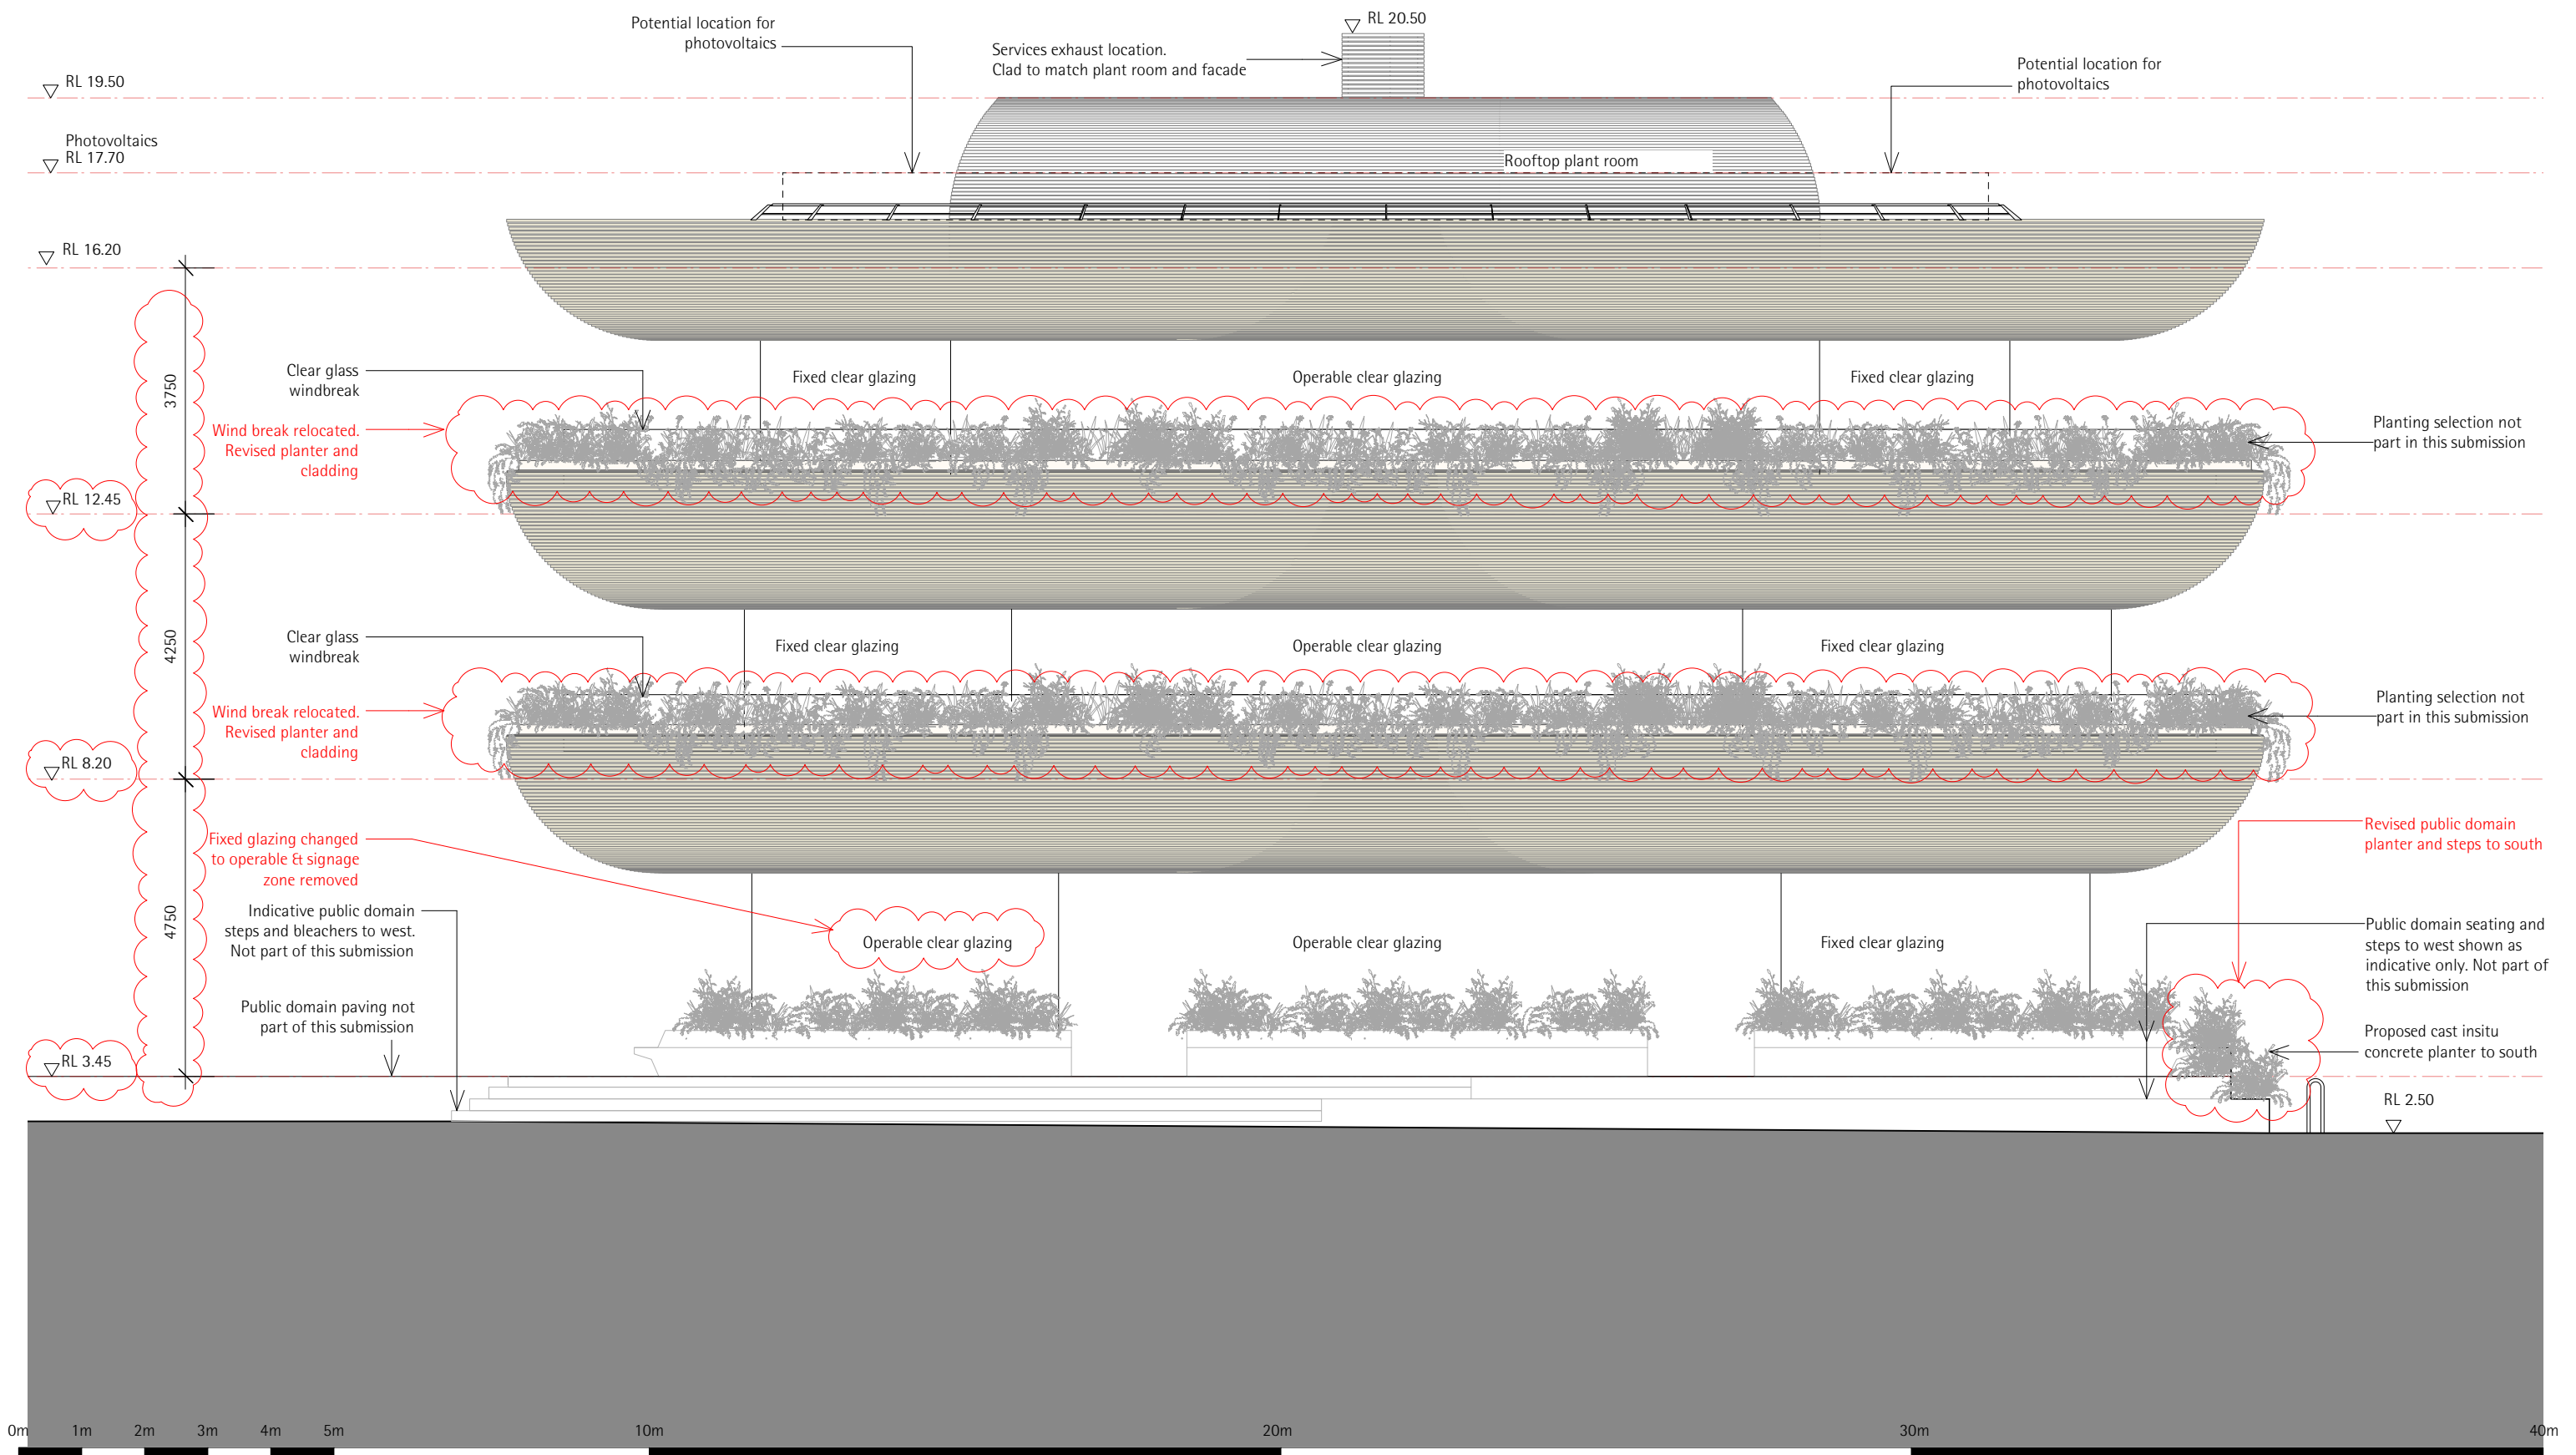 RL 20.50
Potential location for
photovoltaics
Services exhaust location.
Clad to match plant room and facade
Potential location for
photovoltaics
RL 19.50
Photovoltaics
RL 17.70
Rooftop plant room
RL 16.20
3750
Clear glass
windbreak
Fixed clear glazing
Operable clear glazing
Fixed clear glazing
Wind break relocated.
Revised planter and
cladding
Planting selection not
part in this submission
RL 12.45
4250
Clear glass
windbreak
Fixed clear glazing
Operable clear glazing
Fixed clear glazing
Wind break relocated.
Revised planter and
cladding
Planting selection not
part in this submission
RL 8.20
Fixed glazing changed
to operable & signage
zone removed
Revised public domain
planter and steps to south
4750
Indicative public domain
steps and bleachers to west.
Not part of this submission
Operable clear glazing
Operable clear glazing
Fixed clear glazing
Public domain seating and
steps to west shown as
indicative only. Not part of
this submission
Public domain paving not
part of this submission
Proposed cast insitu
concrete planter to south
RL 3.45
RL 2.50
0m 1m 2m 3m 4m 5m 10m 20m 30m 40m